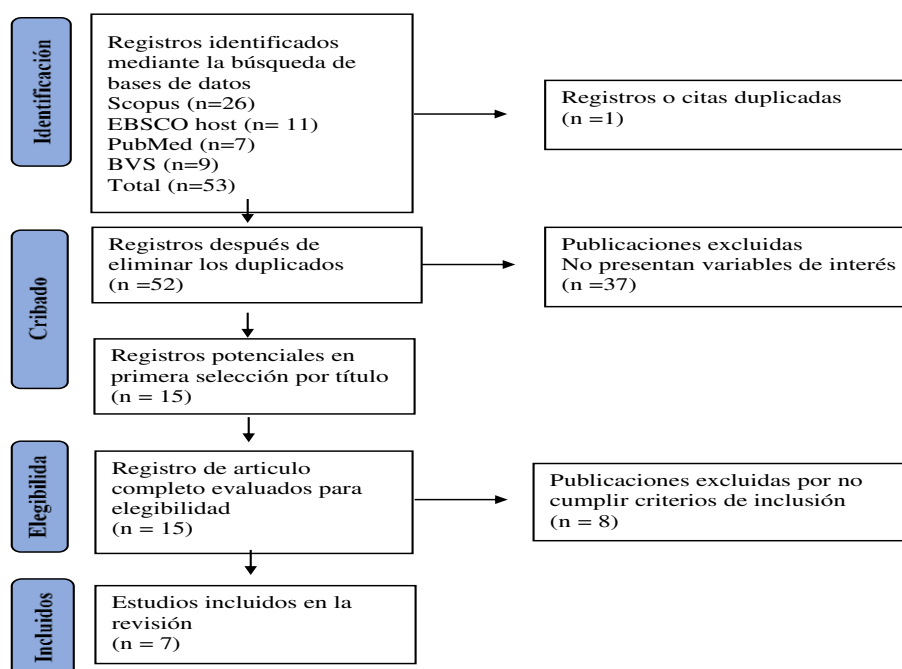 Identificación
Registros identificados
mediante la búsqueda de
bases de datos
Scopus (n=26)
EBSCO host (n= 11)
PubMed (n=7)
BVS (n=9)
Total (n=53)
Registros o citas duplicadas
(n =1)
Cribado
Registros después de
eliminar los duplicados
(n =52)
Publicaciones excluidas
No presentan variables de interés
(n =37)
Registros potenciales en
primera selección por título
(n = 15)
Elegibilida
Registro de articulo
completo evaluados para
elegibilidad
(n = 15)
Publicaciones excluidas por no
cumplir criterios de inclusión
(n = 8)
Incluidos
Estudios incluidos en la
revisión
(n = 7)